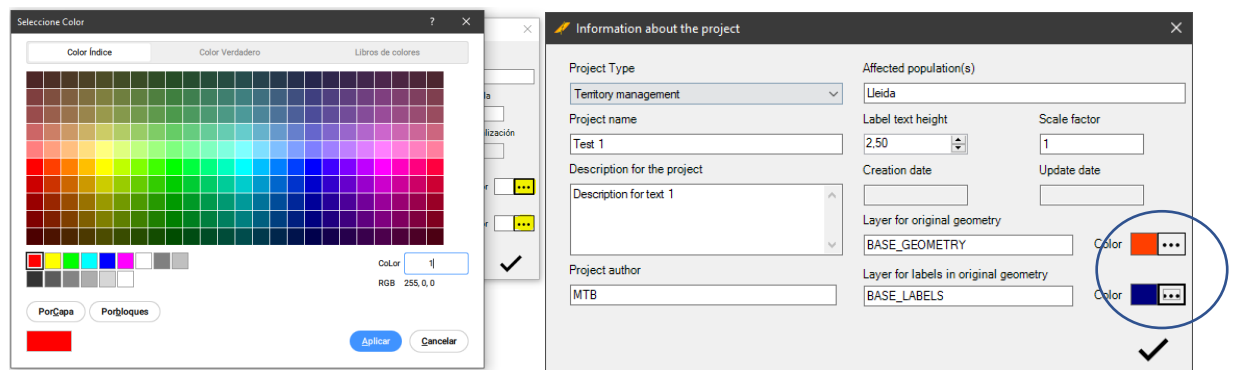 Seleccione Color
?
Color Índice
Color Verdadero
Libros de colores
CoLor
1
RGB
255, 0, 0
PorCapa
Porbloques
Aplicar
Cancelar
la
lización
r
...
r
...
Information about the project
Project Type
Territory management
Project name
Test 1
Description for the project
Description for text 1
Project author
MTB
Affected population(s)
Lleida
Label text height
Scale factor
2,50
1
Creation date
Update date
Layer for original geometry
BASE_GEOMETRY
Color
...
Layer for labels in original geometry
BASE_LABELS
Color
...